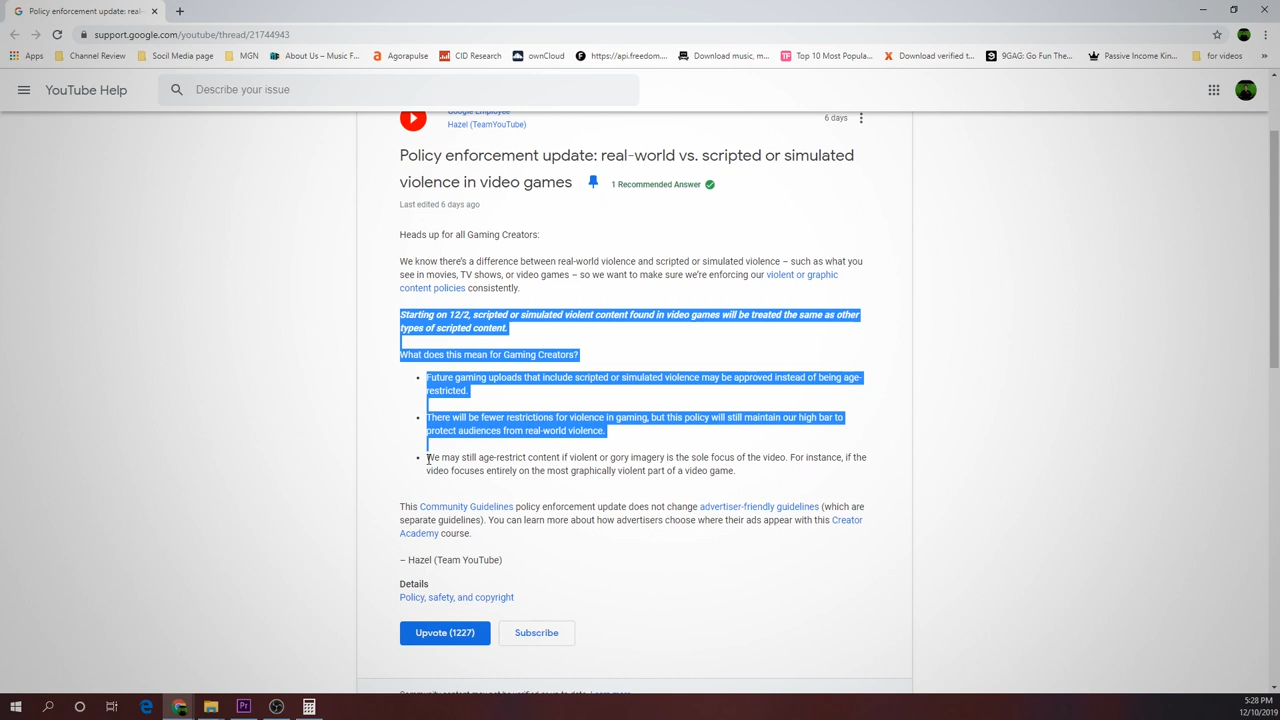 Policy enforcement update: real-
support.google.com/youtube/thread/21744943
Apps
Channel
Socil Media page
MGN
About Us – Music F...
Agorapulse
CID Research
ownCloud
https://api.freedom....
Download music, m...
Top 10 Most Popula...
Download verified t...
9GAG: Go Fun The...
Passive Income Kin...
for videos
YouTube Help
Describe your issue
Google Employee
Hazel (TeamYouTube)
6 days
Policy enforcement update: real-world vs. scripted or simulated
violence in video games
1 Recommended Answer
Last edited 6 days ago
Heads up for all Gaming Creators:
We know there's a difference between real-world violence and scripted or simulated violence – such as what you
see in movies, TV shows, or video games – so we want to make sure we're enforcing our violent or graphic
content policies consistently.
Starting on 12/2, scripted or simulated violent content found in video games will be treated the same as other
types of scripted content.
What does this mean for Gaming Creators?
• Future gaming uploads that include scripted or simulated violence may be approved instead of being age-
restricted.
• There will be fewer restrictions for violence in gaming, but this policy will still maintain our high bar to
protect audiences from real-world violence.
• We may still age-restrict content if violent or gory imagery is the sole focus of the video. For instance, if the
video focuses entirely on the most graphically violent part of a video game.
This Community Guidelines policy enforcement update does not change advertiser-friendly guidelines (which are
separate guidelines). You can learn more about how advertisers choose where their ads appear with this Creator
Academy course.
– Hazel (Team YouTube)
Details
Policy, safety, and copyright
Upvote (1227)
Subscribe
5:28 PM
12/10/2019